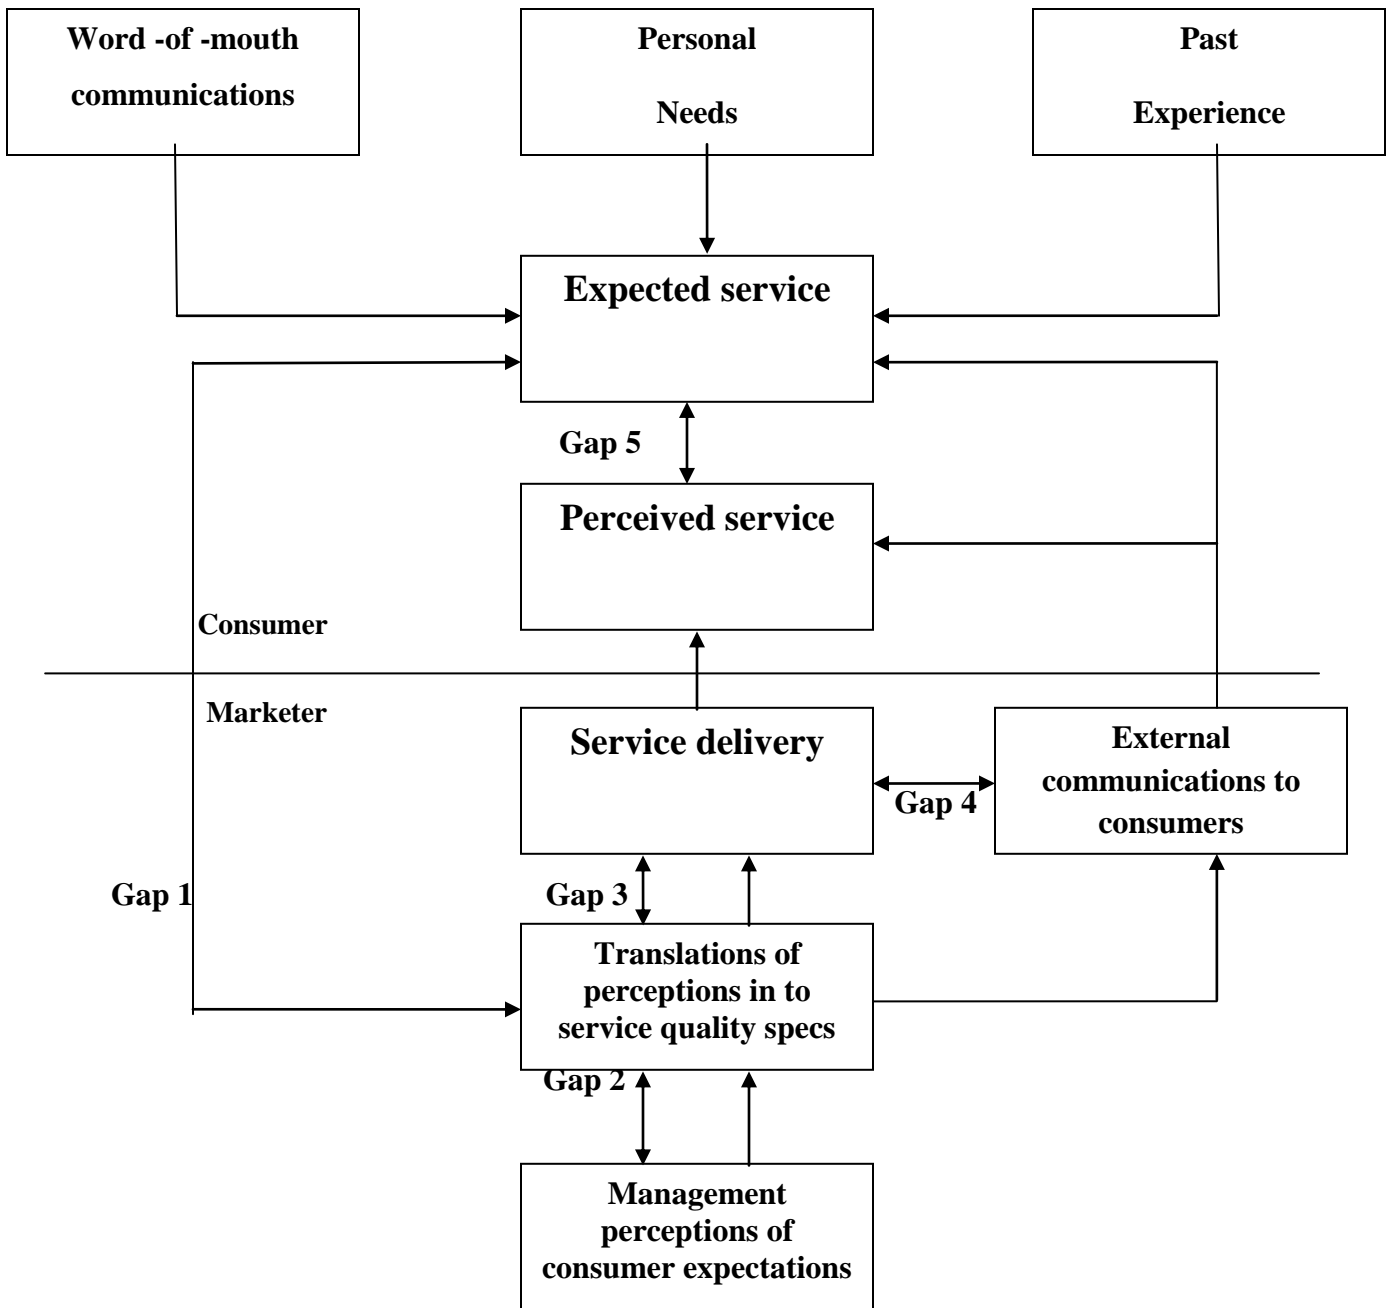 Word -of -mouth
communications
Personal
Needs
Past
Experience
Expected service
Gap 5
Perceived service
Consumer
Marketer
Service delivery
External
communications to
consumers
Gap 4
Gap 1
Gap 3
Translations of
perceptions in to
service quality specs
Gap 2
Management
perceptions of
consumer expectations